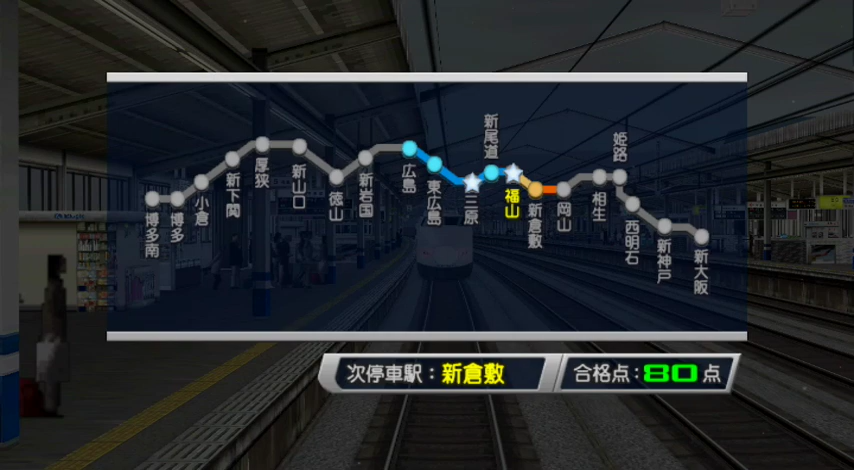 博多南
博多
小倉
新下関
厚狭
新山口
徳山
新岩国
広島
東広島
三原
新尾道
福山
新倉敷
岡山
相生
姫路
西明石
新神戸
新大阪
次停車駅:新倉敷
合格点:80点